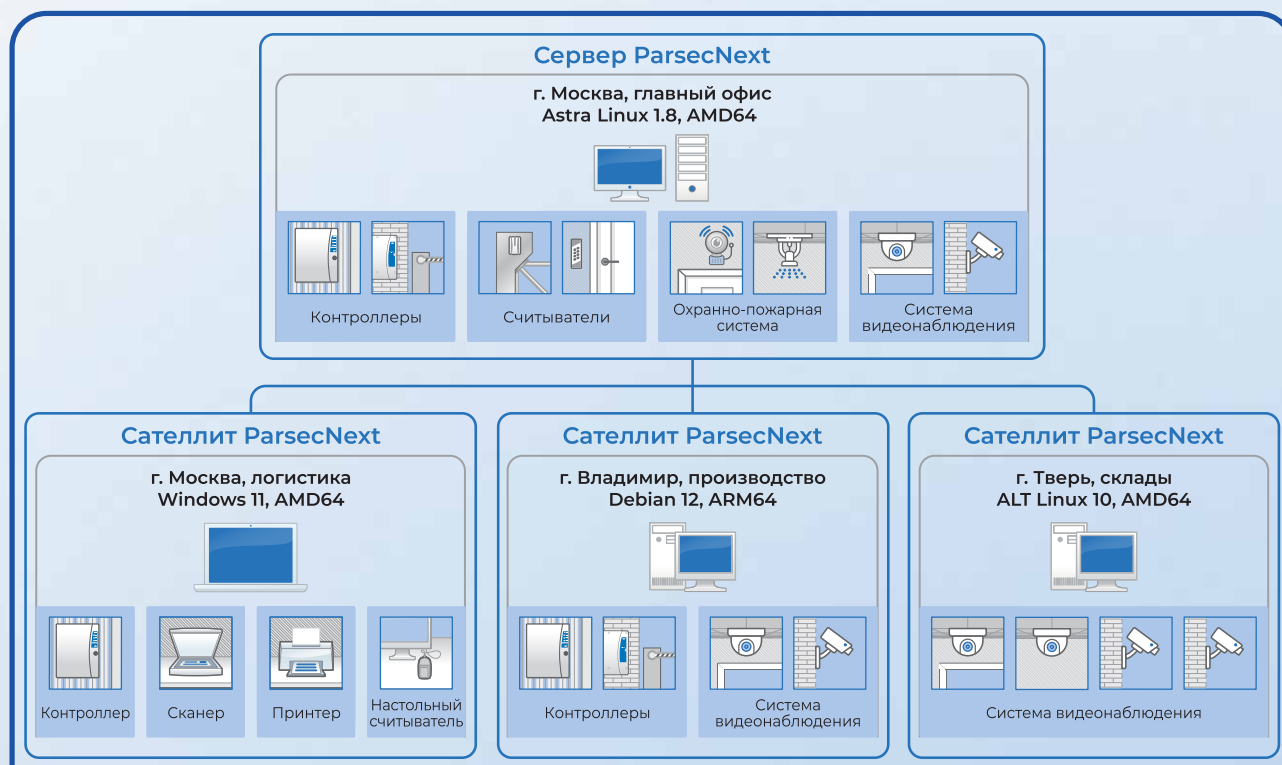 Сервер ParsecNext
г. Москва, главный офис
Astra Linux 1.8, AMD64
Контроллеры
Считыватели
Охранно-пожарная
система
Система
видеонаблюдения
Сателлит ParsecNext
г. Москва, логистика
Windows 11, AMD64
Контроллер
Сканер
Принтер
Настольный
считыватель
Сателлит ParsecNext
г. Владимир, производство
Debian 12, ARM64
Контроллеры
Система
видеонаблюдения
Сателлит ParsecNext
г. Тверь, склады
ALT Linux 10, AMD64
Система видеонаблюдения